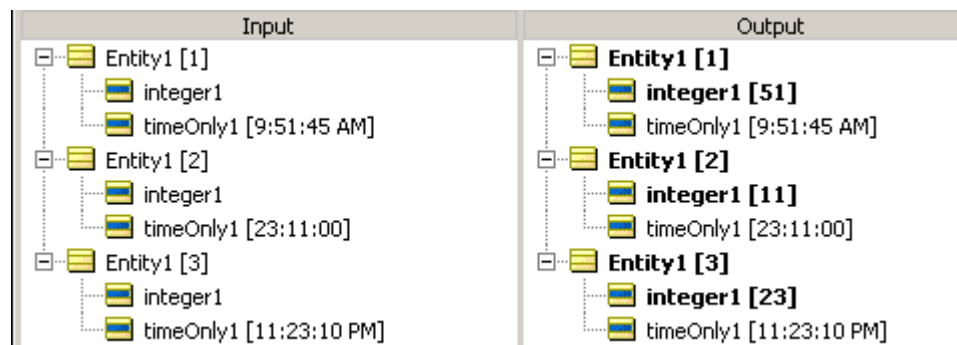 Input
Entity1 [1]
integer1
timeOnly1 [9:51:45 AM]
Entity1 [2]
integer1
timeOnly1 [23:11:00]
Entity1 [3]
integer1
timeOnly1 [11:23:10 PM]
Output
Entity1 [1]
integer1 [51]
timeOnly1 [9:51:45 AM]
Entity1 [2]
integer1 [11]
timeOnly1 [23:11:00]
Entity1 [3]
integer1 [23]
timeOnly1 [11:23:10 PM]